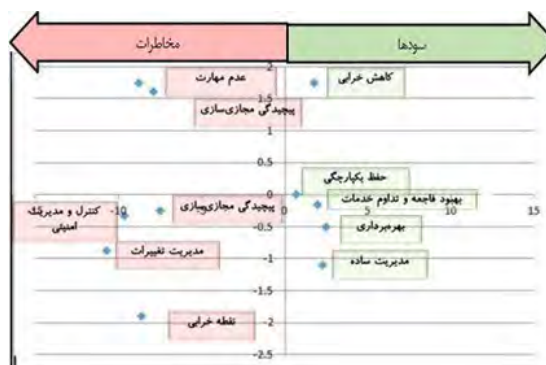 مخاطرات
سودها
2
عدم مهارت
کاهش خرابی
1.5
پیچیدگی مجازی‌سازی
1
0.5
حفظ یکپارچگی
0
پیچیدگی مجازی‌سازی
بهبود فاجعه و تداوم خدمات
کنترل و مدیریت
امنیتی
-10
0
5
10
15
-0.5
بهره‌برداری
مدیریت تغییرات
-1
مدیریت ساده
-1.5
نقطه خرابی
-2
-2.5